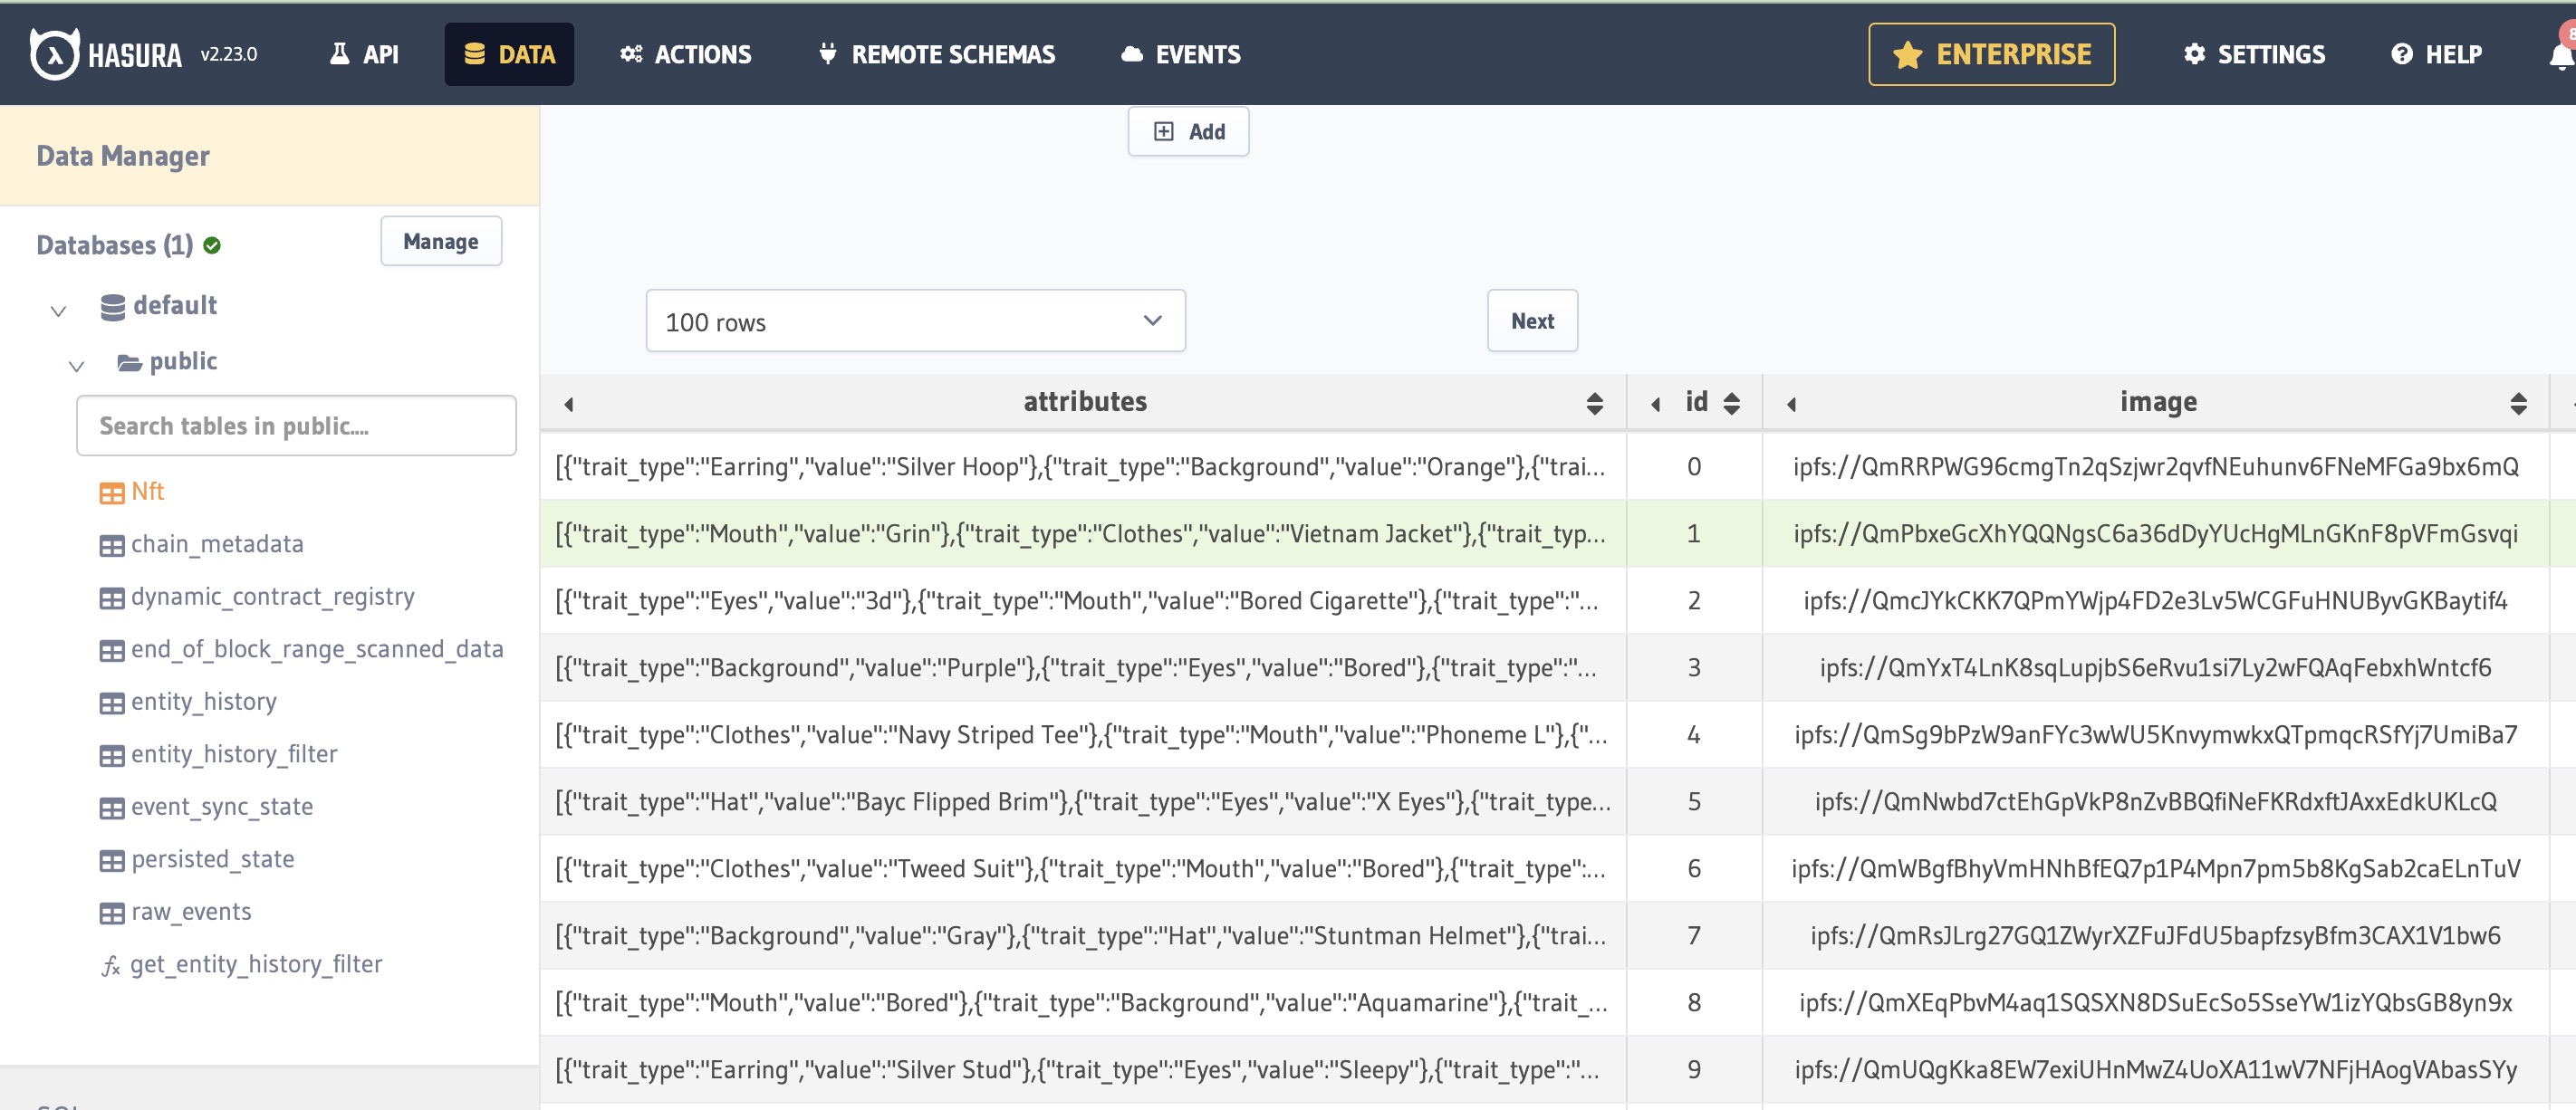 HASURA v2.23.0 API DATA ACTIONS REMOTE SCHEMAS EVENTS ENTERPRISE SETTINGS HELP 8
Data Manager
Databases (1) Manage
default
public
Search tables in public....
Nft
chain_metadata
dynamic_contract_registry
end_of_block_range_scanned_data
entity_history
entity_history_filter
event_sync_state
persisted_state
raw_events
get_entity_history_filter
Add
100 rows Next
attributes id image
[{"trait_type":"Earring","value":"Silver Hoop"},{"trait_type":"Background","value":"Orange"},{"trai... 0 ipfs://QmRRPWG96cmgTn2qSzjwr2qvfNEuhunv6FNeMFGa9bx6mQ
[{"trait_type":"Mouth","value":"Grin"},{"trait_type":"Clothes","value":"Vietnam Jacket"},{"trait_typ... 1 ipfs://QmPbxeGcXhYQQNgsC6a36dDyYUcHgMLnGKnF8pVFmGsvqi
[{"trait_type":"Eyes","value":"3d"},{"trait_type":"Mouth","value":"Bored Cigarette"},{"trait_type":"... 2 ipfs://QmcJYkCKK7QPmYWjp4FD2e3Lv5WCGFuHNUByvGKBaytif4
[{"trait_type":"Background","value":"Purple"},{"trait_type":"Eyes","value":"Bored"},{"trait_type":"... 3 ipfs://QmYxT4LnK8sqLupjbS6eRvu1si7Ly2wFQAqFebxhWntcf6
[{"trait_type":"Clothes","value":"Navy Striped Tee"},{"trait_type":"Mouth","value":"Phoneme L"},{"... 4 ipfs://QmSg9bPzW9anFYc3wWU5KnvymwkxQTpmqcRSfYj7UmiBa7
[{"trait_type":"Hat","value":"Bayc Flipped Brim"},{"trait_type":"Eyes","value":"X Eyes"},{"trait_type... 5 ipfs://QmNwbd7ctEhGpVkP8nZvBBQfiNeFKRdxftJAxxEdkUKLcQ
[{"trait_type":"Clothes","value":"Tweed Suit"},{"trait_type":"Mouth","value":"Bored"},{"trait_type":... 6 ipfs://QmWBgfBhyVmHNhBfEQ7p1P4Mpn7pm5b8KgSab2caELnTuV
[{"trait_type":"Background","value":"Gray"},{"trait_type":"Hat","value":"Stuntman Helmet"},{"trai... 7 ipfs://QmRsJLrg27GQ1ZWyrXZFuJFdU5bapfzsyBfm3CAX1V1bw6
[{"trait_type":"Mouth","value":"Bored"},{"trait_type":"Background","value":"Aquamarine"},{"trait_... 8 ipfs://QmXEqPbvM4aq1SQSXN8DSuEcSo5SseYW1izYQbsGB8yn9x
[{"trait_type":"Earring","value":"Silver Stud"},{"trait_type":"Eyes","value":"Sleepy"},{"trait_type":"... 9 ipfs://QmUQgKka8EW7exiUHnMwZ4UoXA11wV7NFjHAogVAbasSYy